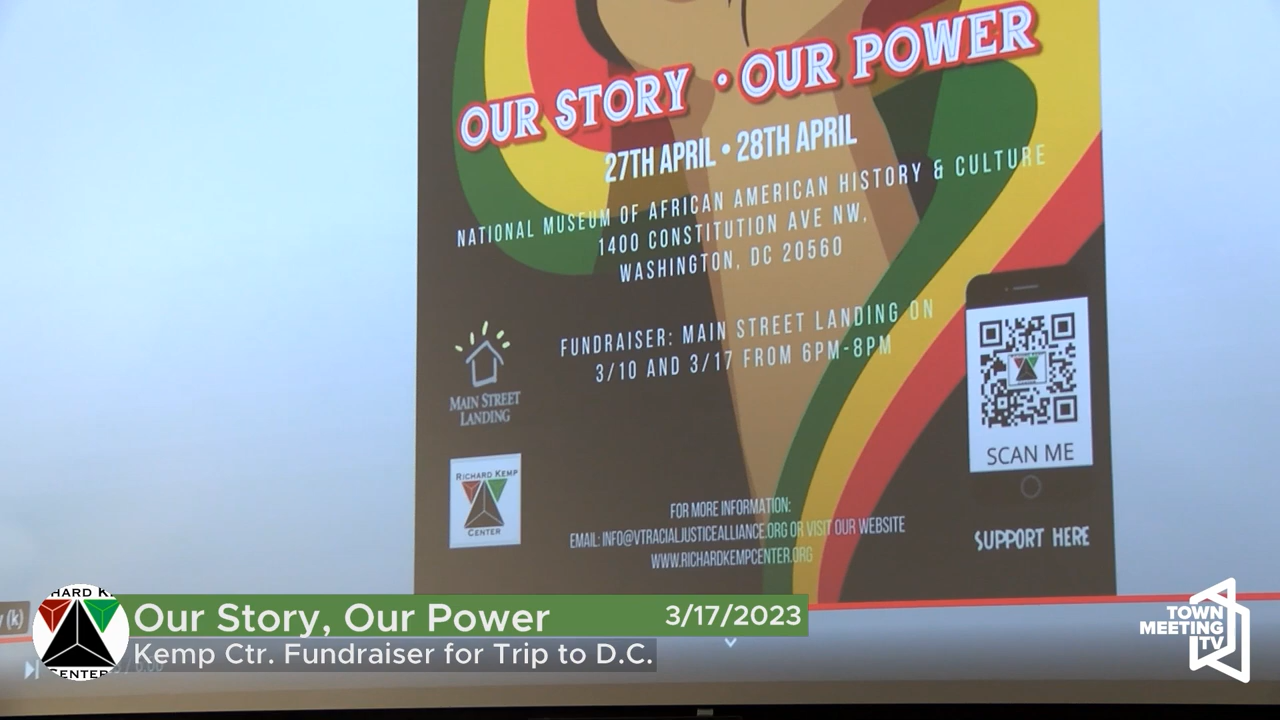 OUR STORY • OUR POWER
27TH APRIL • 28TH APRIL
NATIONAL MUSEUM OF AFRICAN AMERICAN HISTORY & CULTURE
1400 CONSTITUTION AVE NW,
WASHINGTON, DC 20560
FUNDRAISER: MAIN STREET LANDING ON
3/10 AND 3/17 FROM 6PM-8PM
MAIN STREET
LANDING
SCAN ME
RICHARD KEMP
CENTER
FOR MORE INFORMATION:
EMAIL: INFO@VTRACIALJUSTICEALLIANCE.ORG OR VISIT OUR WEBSITE
WWW.RICHARDKEMPCENTER.ORG
SUPPORT HERE
(k)
HARD K
CENTER
Our Story, Our Power 3/17/2023
Kemp Ctr. Fundraiser for Trip to D.C.
TOWN
MEETING
TV